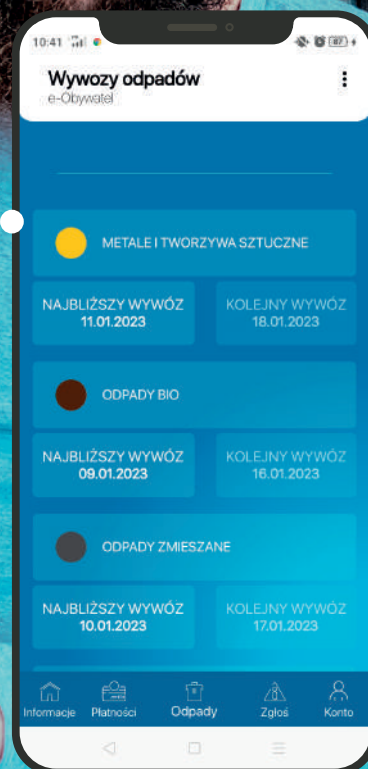 10:41
87
Wywozy odpadów
e-Obywatel
METALE I TWORZYWA SZTUCZNE
NAJBLIŻSZY WYWÓZ
11.01.2023
KOLEJNY WYWÓZ
18.01.2023
ODPADY BIO
NAJBLIŻSZY WYWÓZ
09.01.2023
KOLEJNY WYWÓZ
16.01.2023
ODPADY ZMIESZANE
NAJBLIŻSZY WYWÓZ
10.01.2023
KOLEJNY WYWÓZ
17.01.2023
Informacje Płatności Odpady Zgłoś Konto